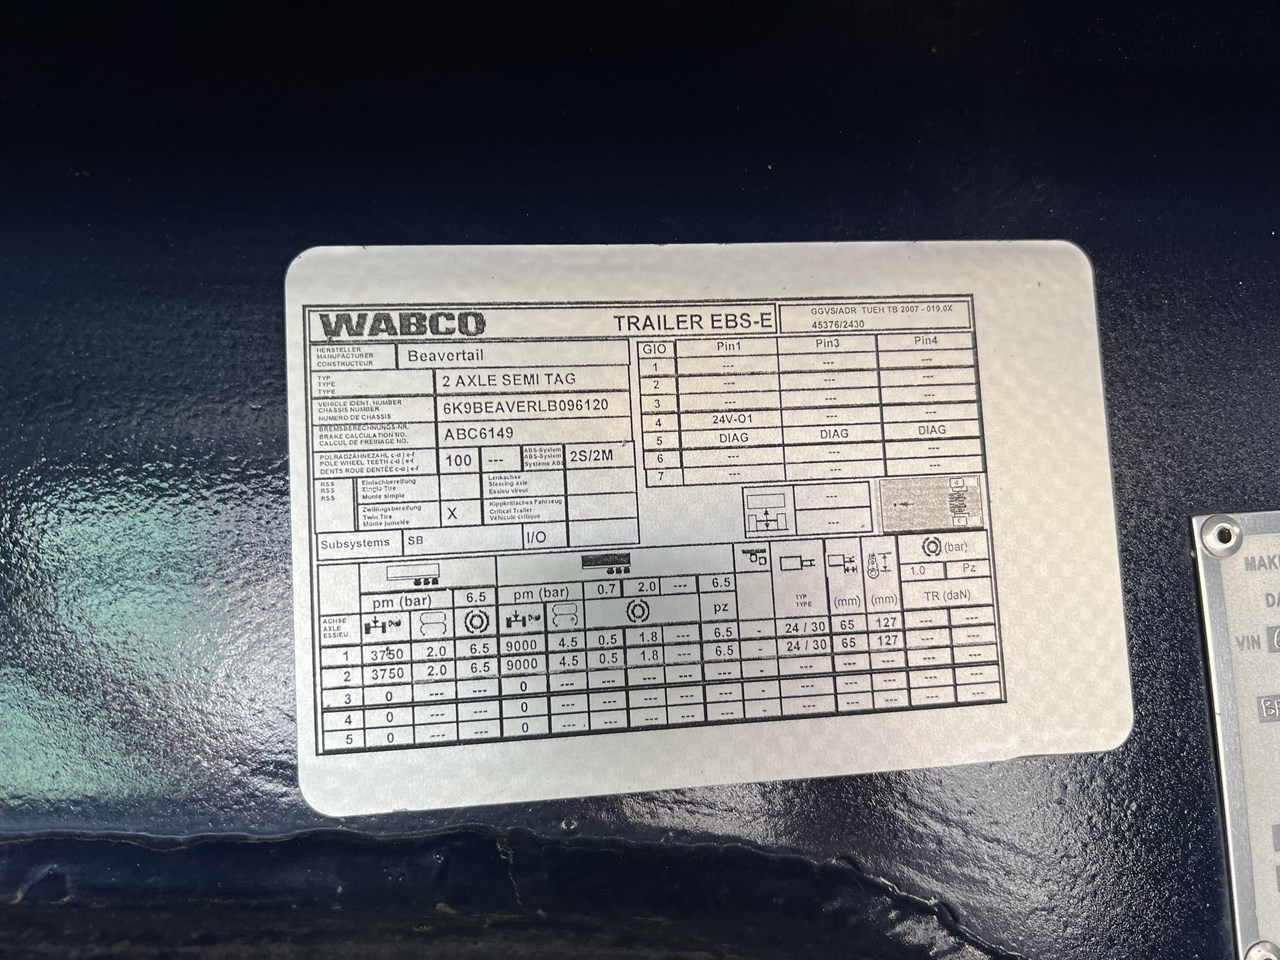 WABCO TRAILER EBS-E
GGVS/ADR TUEH TB 2007 - 019.0X
45376/2430
HERSTELLER
MANUFACTURER
CONSTRUCTEUR
Beavertail
TYP
TYPE
TYPE
2 AXLE SEMI TAG
VEHICLE IDENT. NUMBER
CHASSIS NUMBER
NUMERO DE CHASSIS
6K9BEAVERLB096120
BREMSBERECHNUNGS-NR.
BRAKE CALCULATION NO.
CALCUL DE FREINAGE NO.
ABC6149
POLRADZÄHNEZAHL c-d | e-f
POLE WHEEL TEETH c-d | e-f
DENTS ROUE DENTÉE c-d | e-f
100 ---
ABS-System
ABS-System
Système ABS
2S/2M
RSS
RSS
RSS
Einfachbereifung
Single Tire
Monte simple
Lenkachse
Steering axle
Essieu vireur
Zwillingsbereifung
Twin Tire
Monte jumelée
X
Kippkritisches Fahrzeug
Critical Trailer
Véhicule critique
Subsystems SB I/O
GIO Pin1 Pin3 Pin4
1 --- --- ---
2 --- --- ---
3 --- --- ---
4 24V-O1 --- ---
5 DIAG DIAG DIAG
6 --- --- ---
7 --- --- ---
---
---
pm (bar) 6.5 pm (bar) 0.7 2.0 --- 6.5
TYP
TYPE
(mm) (mm)
(bar)
1.0 Pz
TR (daN)
ACHSE
AXLE
ESSIEU
pz
1 3750 2.0 6.5 9000 4.5 0.5 1.8 --- 6.5 - 24 / 30 65 127 --- ---
2 3750 2.0 6.5 9000 4.5 0.5 1.8 --- 6.5 - 24 / 30 65 127 --- ---
3 0 --- --- 0 --- --- --- --- --- - --- --- --- --- ---
4 0 --- --- 0 --- --- --- --- --- - --- --- --- --- ---
5 0 --- --- 0 --- --- --- --- --- - --- --- --- --- ---
VIN